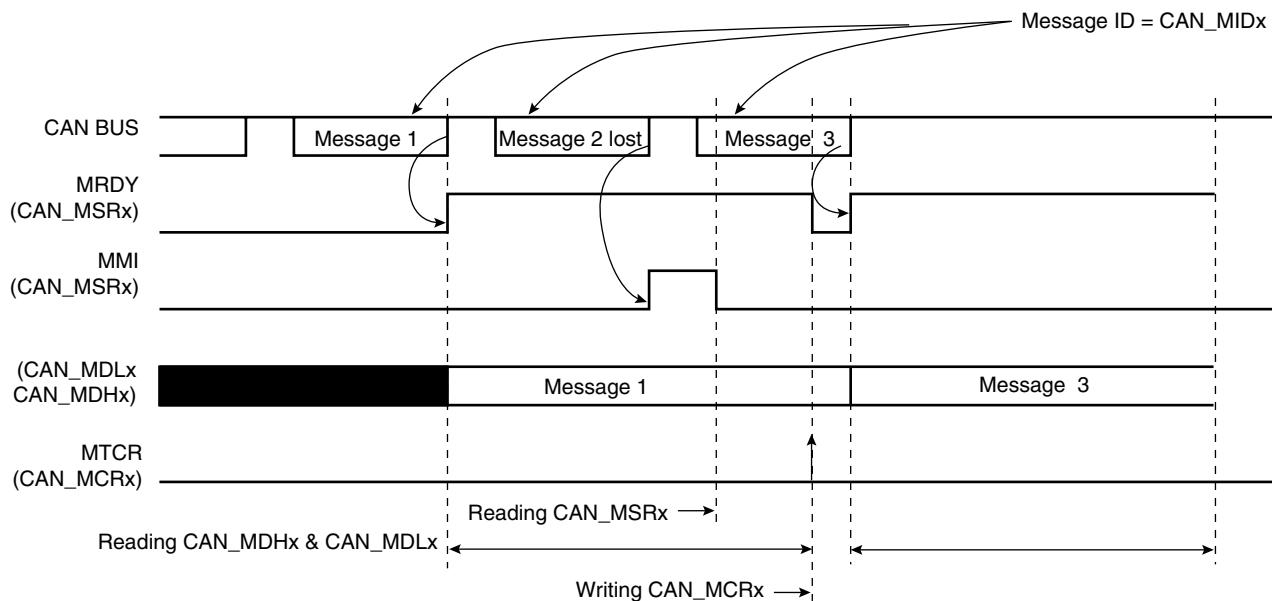 Message ID = CAN_MIDx
CAN BUS
Message 1
Message 2 lost
Message 3
MRDY
(CAN_MSRx)
MMI
(CAN_MSRx)
(CAN_MDLx
CAN_MDHx)
Message 1
Message 3
MTCR
(CAN_MCRx)
Reading CAN_MSRx
Reading CAN_MDHx & CAN_MDLx
Writing CAN_MCRx